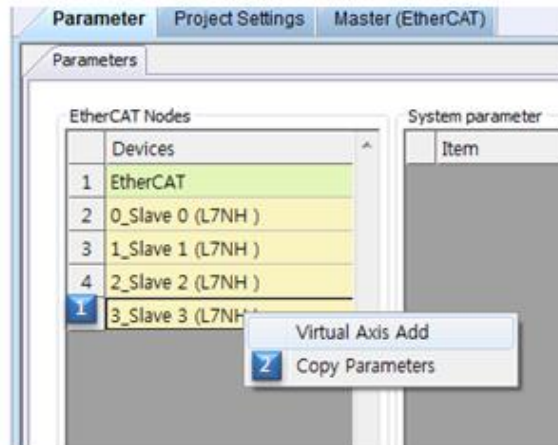 Parameter Project Settings Master (EtherCAT)
Parameters
EtherCAT Nodes System parameter
Devices Item
1 EtherCAT
2 0_Slave 0 (L7NH )
3 1_Slave 1 (L7NH )
4 2_Slave 2 (L7NH )
1 3_Slave 3 (L7NH
Virtual Axis Add
2 Copy Parameters